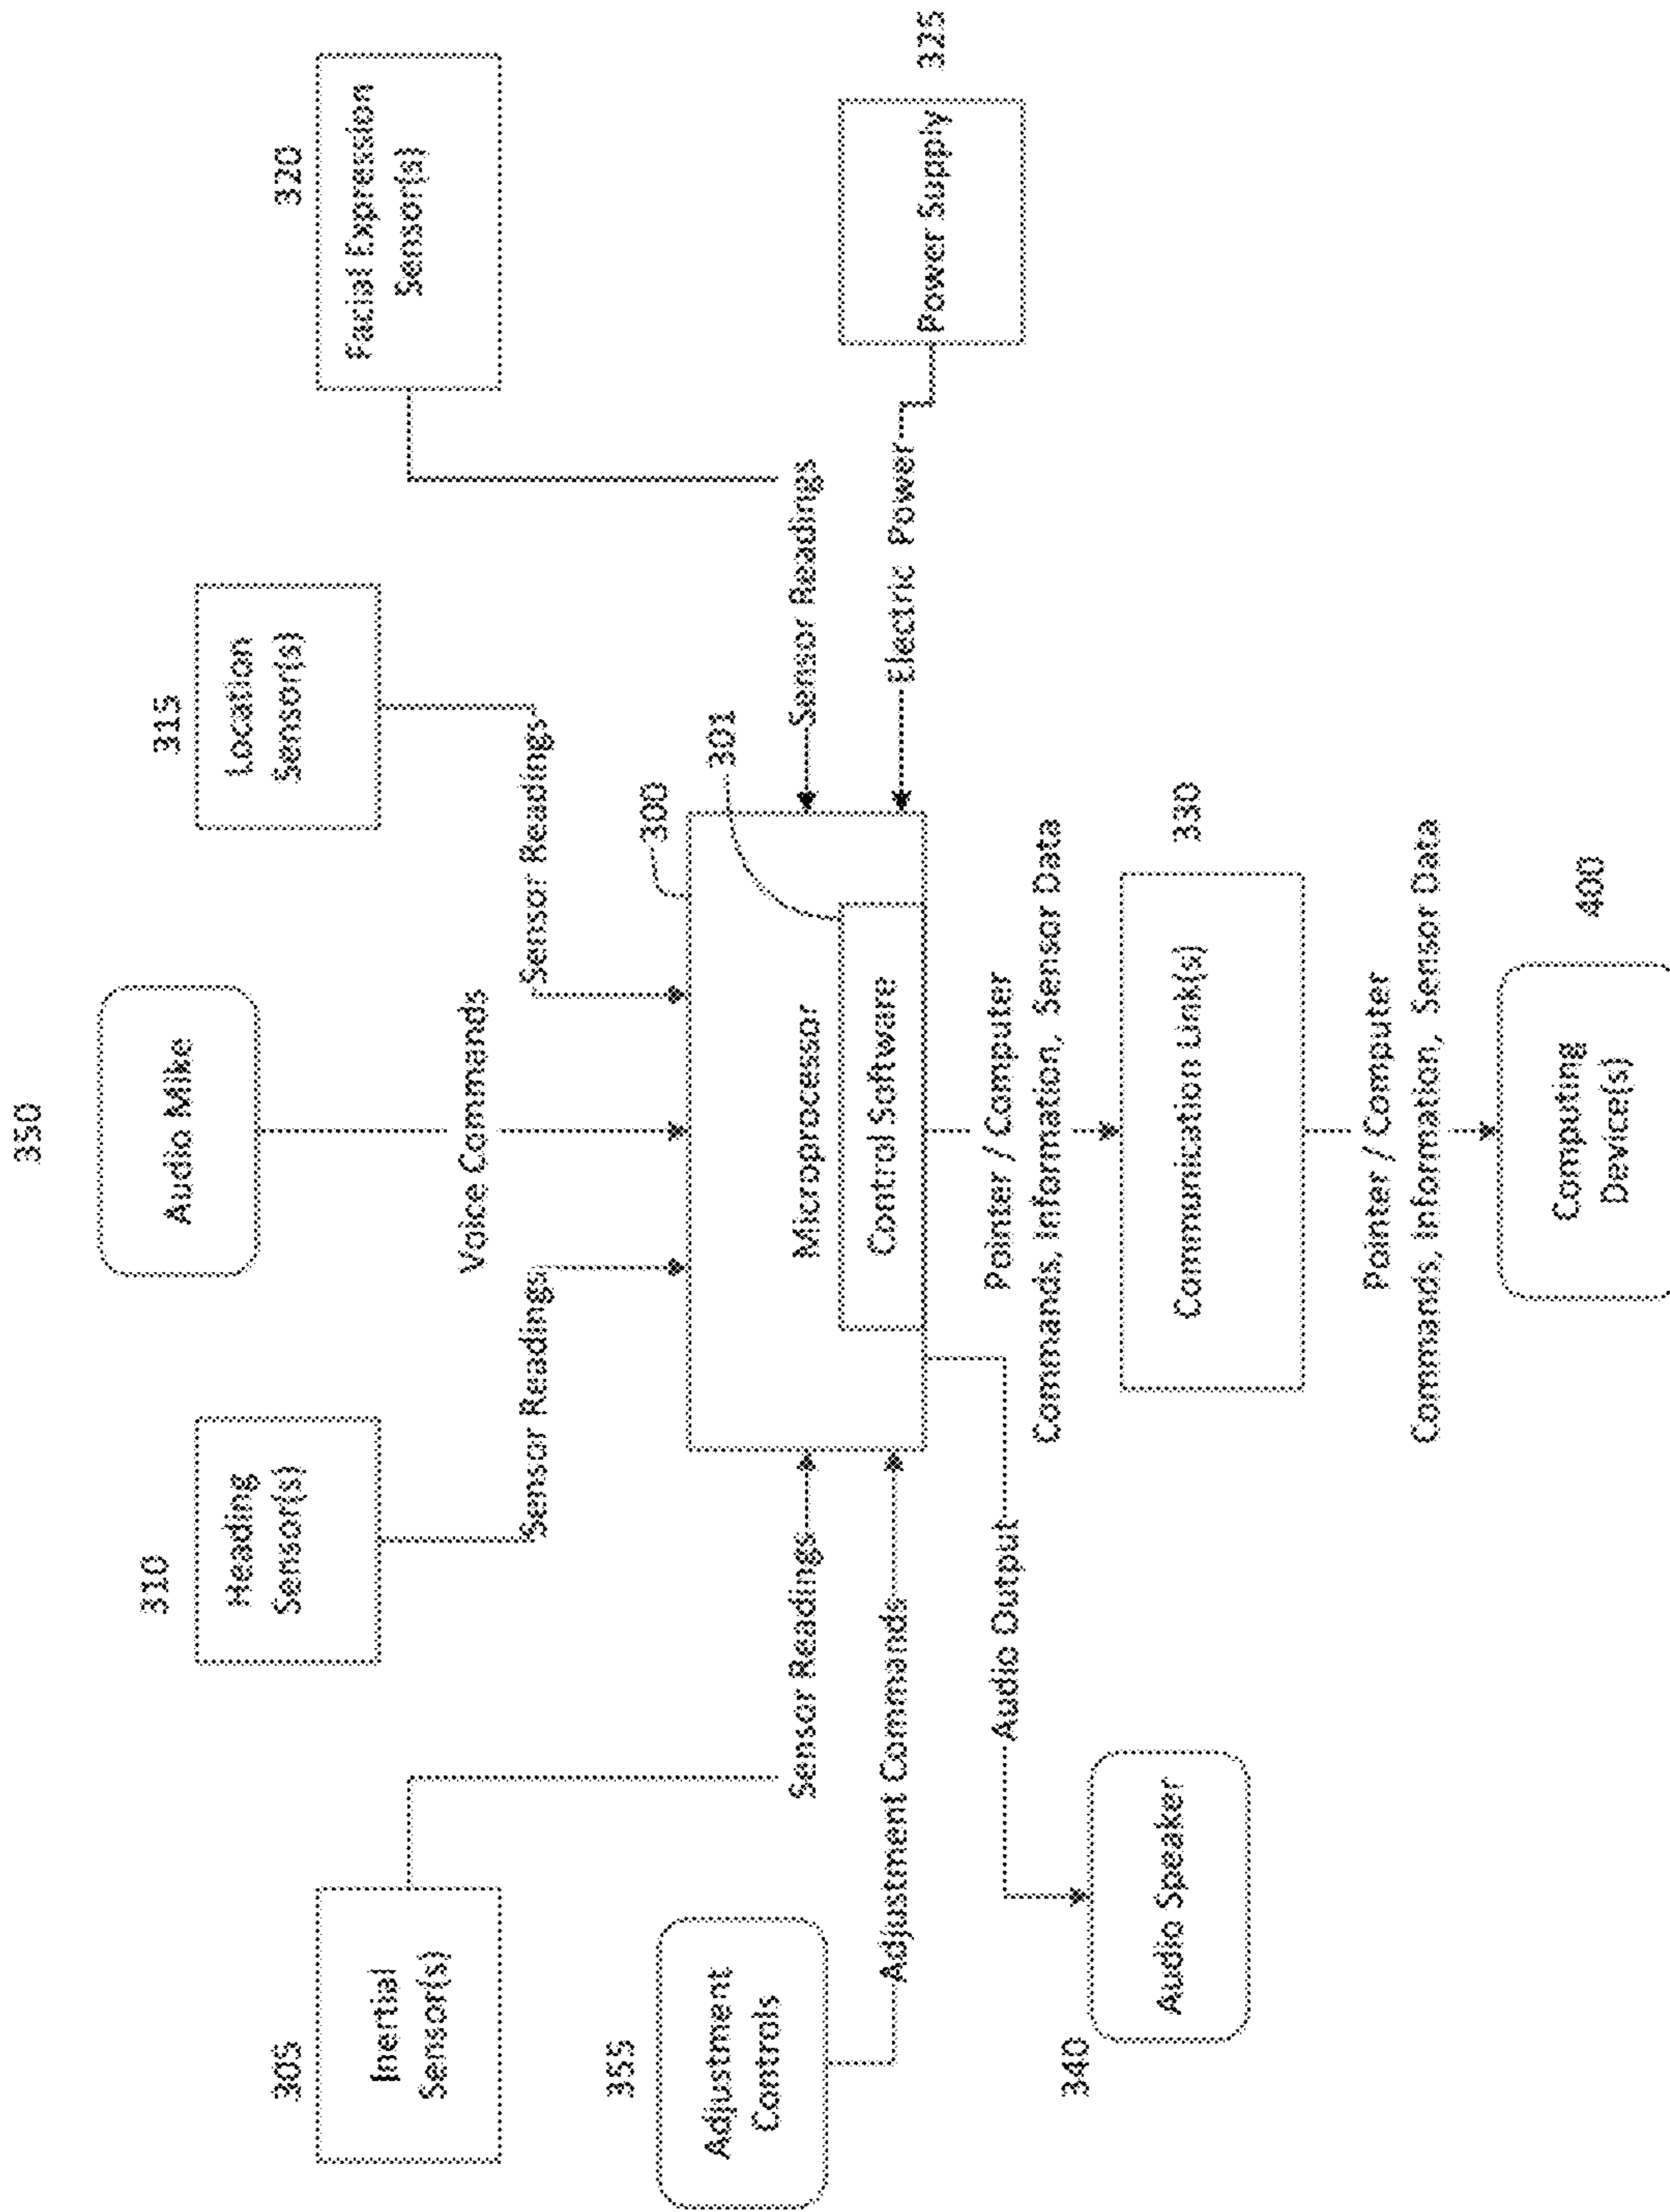 350
Audio Mike
310
Heading
Sensor(s)
315
Location
Sensor(s)
305
Inertial
Sensor(s)
320
Facial Expression
Sensor(s)
Voice Commands
Sensor Readings
Sensor Readings
300
301
355
Adjustment
Controls
Sensor Readings
Adjustment Commands
Microprocessor
Control Software
Sensor Readings
Electric Power
Power Supply
325
Audio Output
Pointer / Computer
Commands, Information, Sensor Data
340
Audio Speaker
Communication Link(s)
330
Pointer / Computer
Commands, Information, Sensor Data
Computing
Device(s)
400